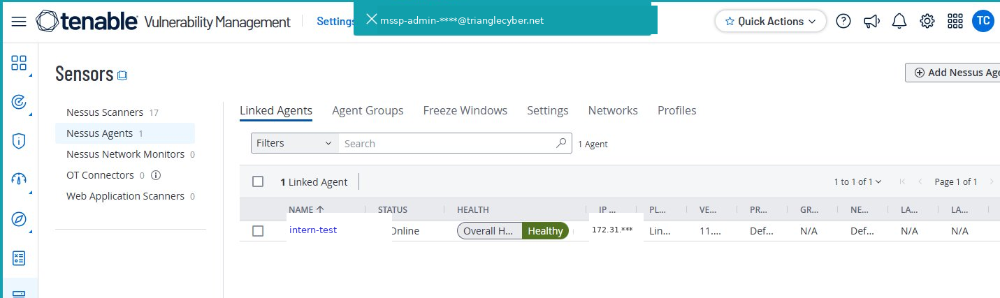 tenable Vulnerability Management
Settings
mssp-admin-****@trianglecyber.net
Quick Actions
TC
Sensors
Add Nessus Age
Nessus Scanners 17
Nessus Agents 1
Nessus Network Monitors 0
OT Connectors 0
Web Application Scanners 0
Linked Agents Agent Groups Freeze Windows Settings Networks Profiles
Filters Search 1 Agent
1 Linked Agent 1 to 1 of 1 Page 1 of 1
NAME STATUS HEALTH IP ... PL... VE... PR... GR... NE... LA... LA...
intern-test Online Overall H... Healthy 172.31.*** Lin... 11.... Def... N/A Def... N/A N/A